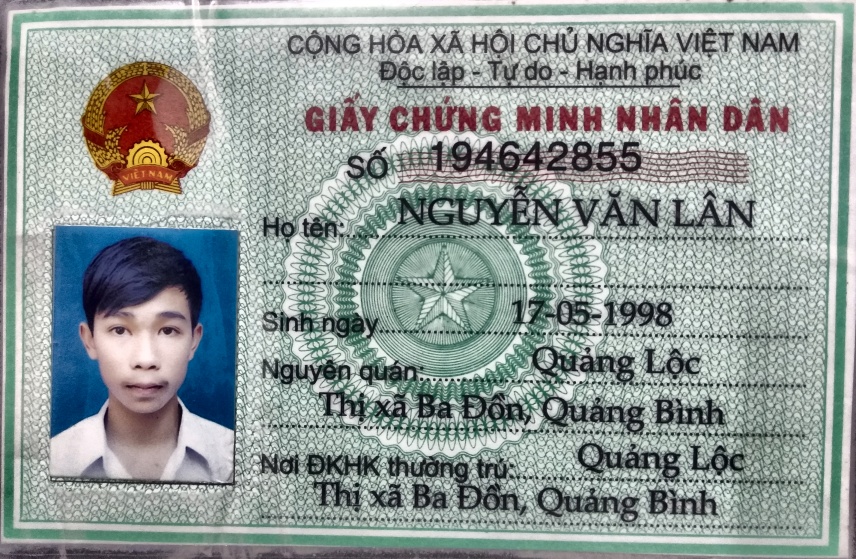 CỘNG HÒA XÃ HỘI CHỦ NGHĨA VIỆT NAM
Độc lập - Tự do - Hạnh phúc
GIẤY CHỨNG MINH NHÂN DÂN
VIỆT NAM
SỐ 194642855
Họ tên: NGUYỄN VĂN LÂN
Sinh ngày 17-05-1998
Nguyên quán: Quảng Lộc
Thị xã Ba Đồn, Quảng Bình
Nơi ĐKHK thường trú: Quảng Lộc
Thị xã Ba Đồn, Quảng Bình